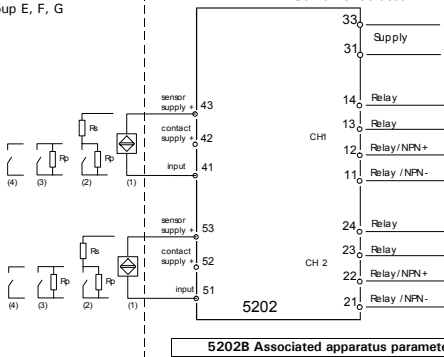 up E, F, G
33
Supply
31
sensor
supply + 43
contact
supply + 42
input 41
14 Relay
13 Relay
CH1
12 Relay/NPN+
11 Relay /NPN-
Rs
Rp
Rp
(4) (3) (2) (1)
sensor
supply + 53
contact
supply + 52
input 51
24 Relay
23 Relay
CH 2
22 Relay/NPN+
21 Relay /NPN-
Rs
Rp
Rp
(4) (3) (2) (1)
5202
5202B Associated apparatus paramete